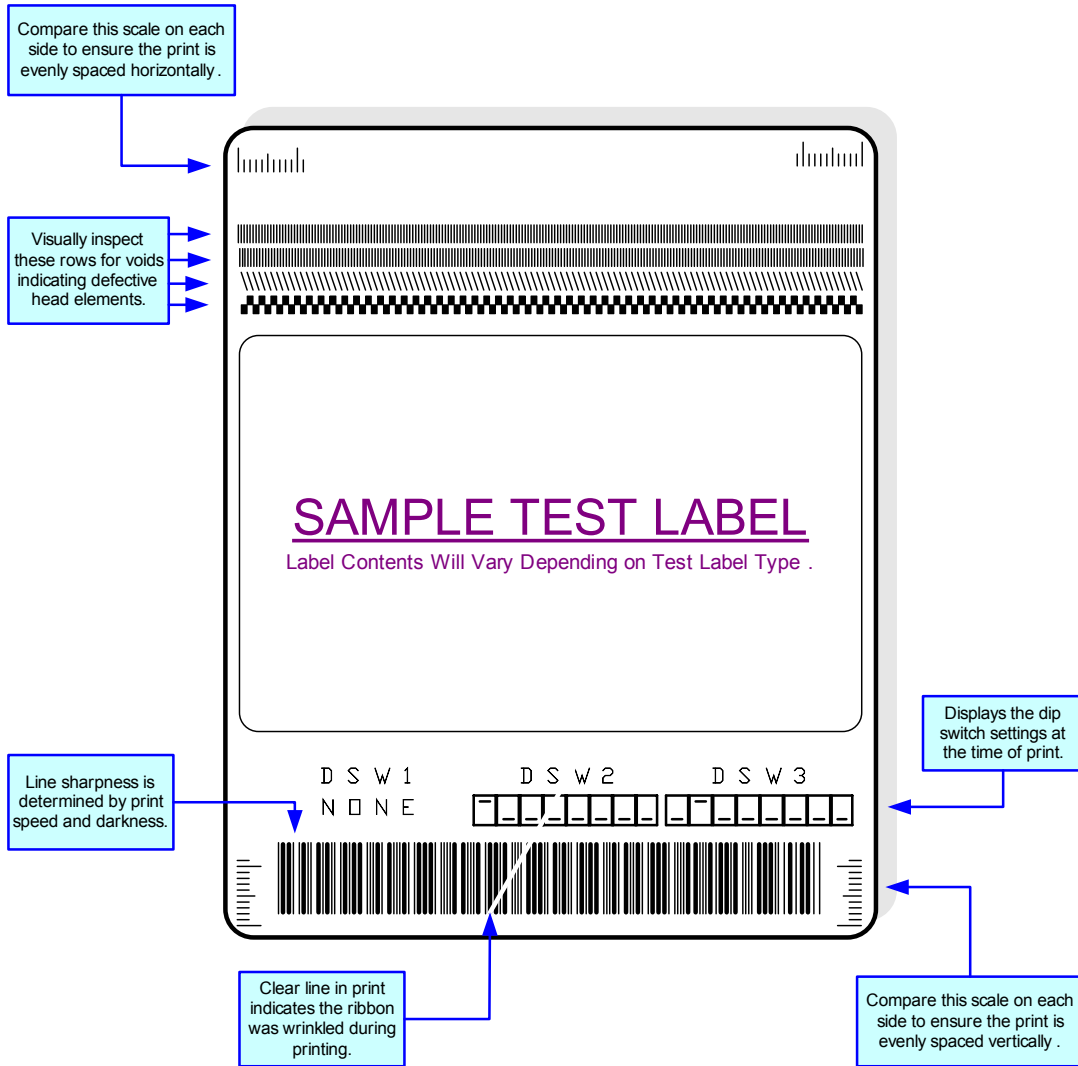 Compare this scale on each
side to ensure the print is
evenly spaced horizontally .
Visually inspect
these rows for voids
indicating defective
head elements.
SAMPLE TEST LABEL
Label Contents Will Vary Depending on Test Label Type .
Displays the dip
switch settings at
the time of print.
Line sharpness is
determined by print
speed and darkness.
D S W 1
N O N E
D S W 2
D S W 3
Clear line in print
indicates the ribbon
was wrinkled during
printing.
Compare this scale on each
side to ensure the print is
evenly spaced vertically .